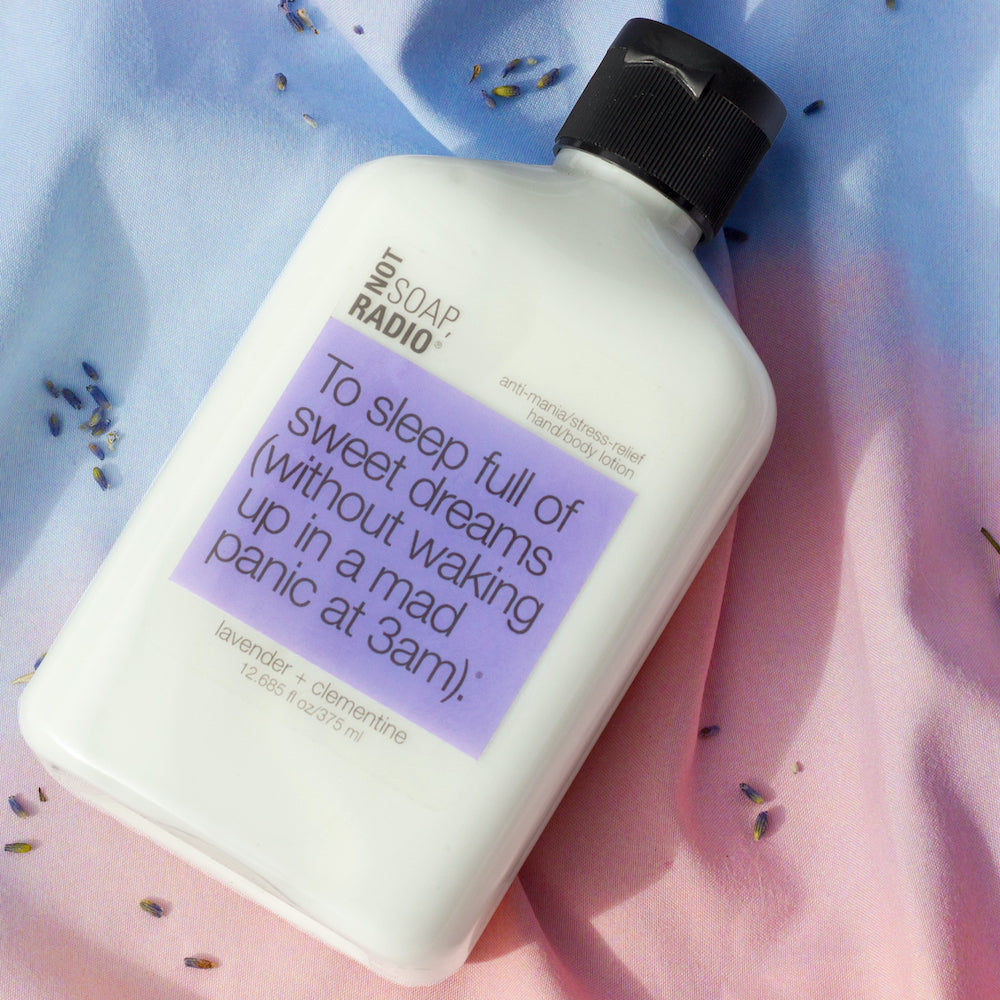 NOT
SOAP,
RADIO®
anti-mania/stress-relief
hand/body lotion
To sleep full of
sweet dreams
(without waking
up in a mad
panic at 3am).®
lavender + clementine
12.685 fl oz/375 ml